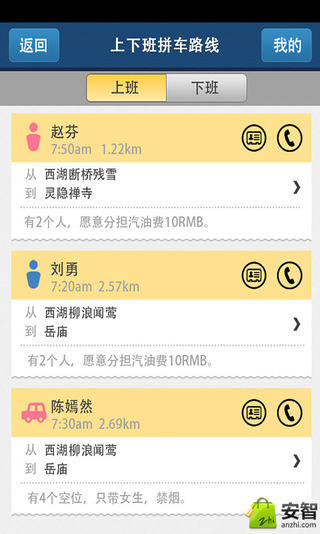 返回 上下班拼车路线 我的
上班 下班
赵芬
7:50am 1.22km
从 西湖断桥残雪
到 灵隐禅寺
有2个人，愿意分担汽油费10RMB。
刘勇
7:20am 2.57km
从 西湖柳浪闻莺
到 岳庙
有2个人，愿意分担汽油费10RMB。
陈嫣然
7:30am 2.69km
从 西湖柳浪闻莺
到 岳庙
有4个空位，只带女生，禁烟。
zhi 安智
anzhi.com